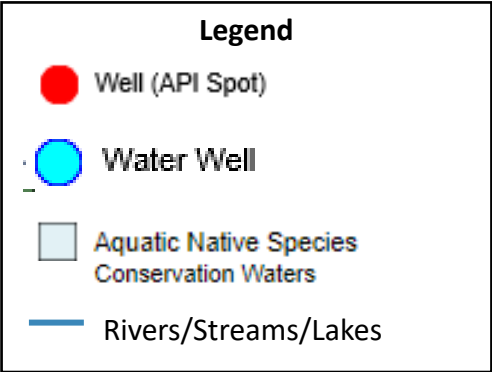 Legend
Well (API Spot)
Water Well
Aquatic Native Species
Conservation Waters
Rivers/Streams/Lakes